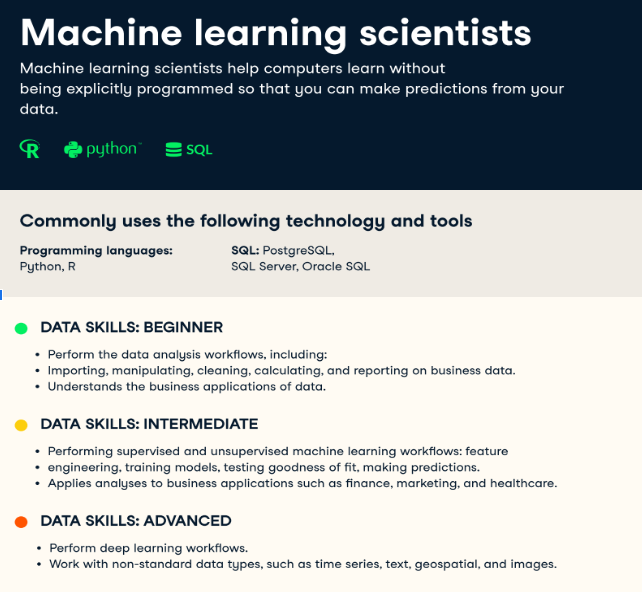 Machine learning scientists
Machine learning scientists help computers learn without
being explicitly programmed so that you can make predictions from your
data.
R python™ SQL
Commonly uses the following technology and tools
Programming languages: SQL: PostgreSQL,
Python, R SQL Server, Oracle SQL
DATA SKILLS: BEGINNER
• Perform the data analysis workflows, including:
• Importing, manipulating, cleaning, calculating, and reporting on business data.
• Understands the business applications of data.
DATA SKILLS: INTERMEDIATE
• Performing supervised and unsupervised machine learning workflows: feature
• engineering, training models, testing goodness of fit, making predictions.
• Applies analyses to business applications such as finance, marketing, and healthcare.
DATA SKILLS: ADVANCED
• Perform deep learning workflows.
• Work with non-standard data types, such as time series, text, geospatial, and images.